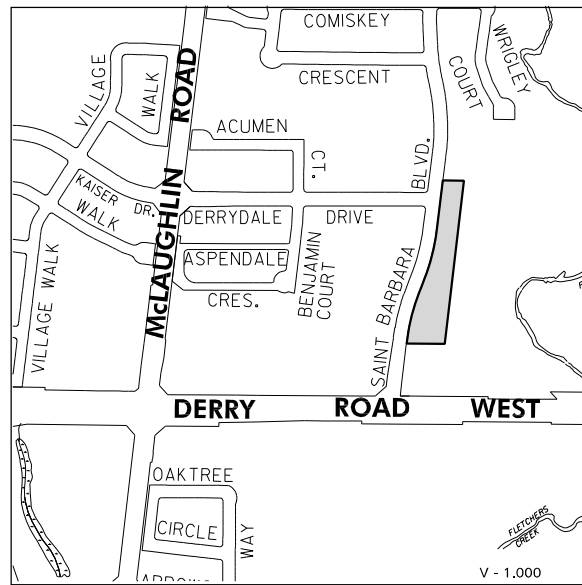 COMISKEY
WRIGLEY
COURT
CRESCENT
VILLAGE
WALK
McLAUGHLIN ROAD
ACUMEN
CT.
BLVD.
KAISER DR.
WALK
DERRYDALE DRIVE
ASPENDALE
CRES.
BENJAMIN
COURT
SAINT BARBARA
VILLAGE WALK
DERRY ROAD WEST
OAKTREE
CIRCLE
WAY
FLETCHERS
CREEK
V - 1.000